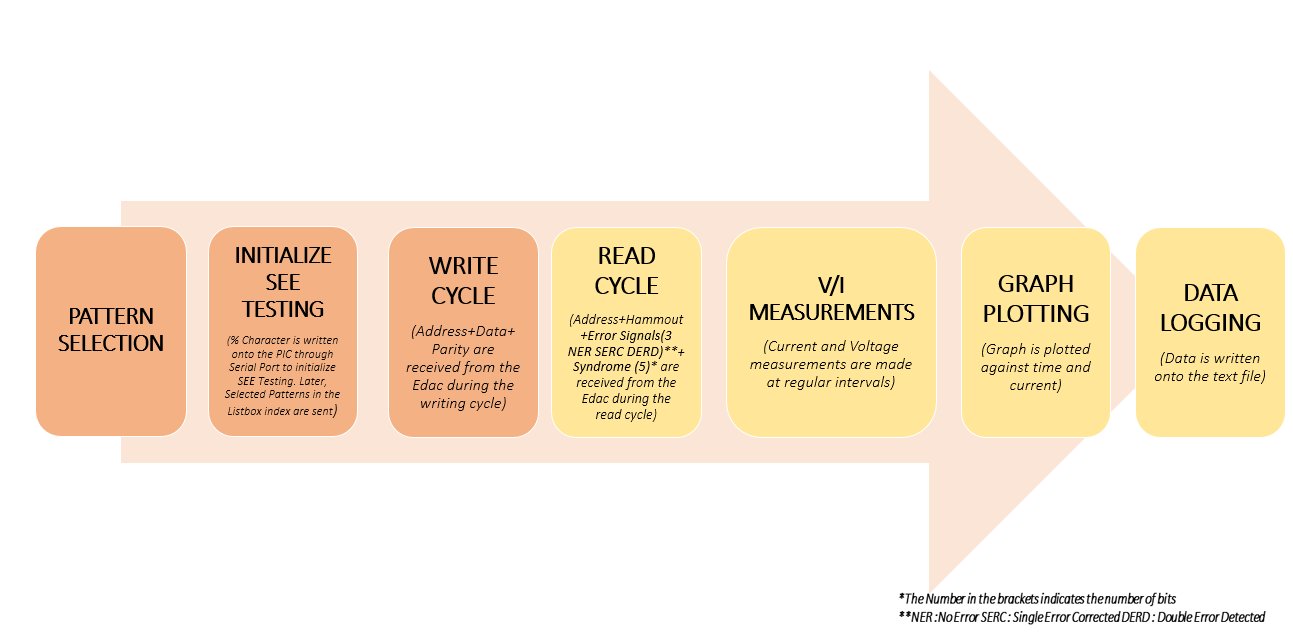 PATTERN
SELECTION
INITIALIZE
SEE
TESTING
(% Character is written
onto the PIC through
Serial Port to initialize
SEE Testing. Later,
Selected Patterns in the
Listbox index are sent)
WRITE
CYCLE
(Address+Data+
Parity are
received from the
Edac during the
writing cycle)
READ
CYCLE
(Address+Hammout
+Error Signals(3
NER SERC DERD)**+
Syndrome (5)* are
received from the
Edac during the
read cycle)
V/I
MEASUREMENTS
(Current and Voltage
measurements are made
at regular intervals)
GRAPH
PLOTTING
(Graph is plotted
against time and
current)
DATA
LOGGING
(Data is written
onto the text file)
*The Number in the brackets indicates the number of bits
**NER :No Error SERC : Single Error Corrected DERD : Double Error Detected